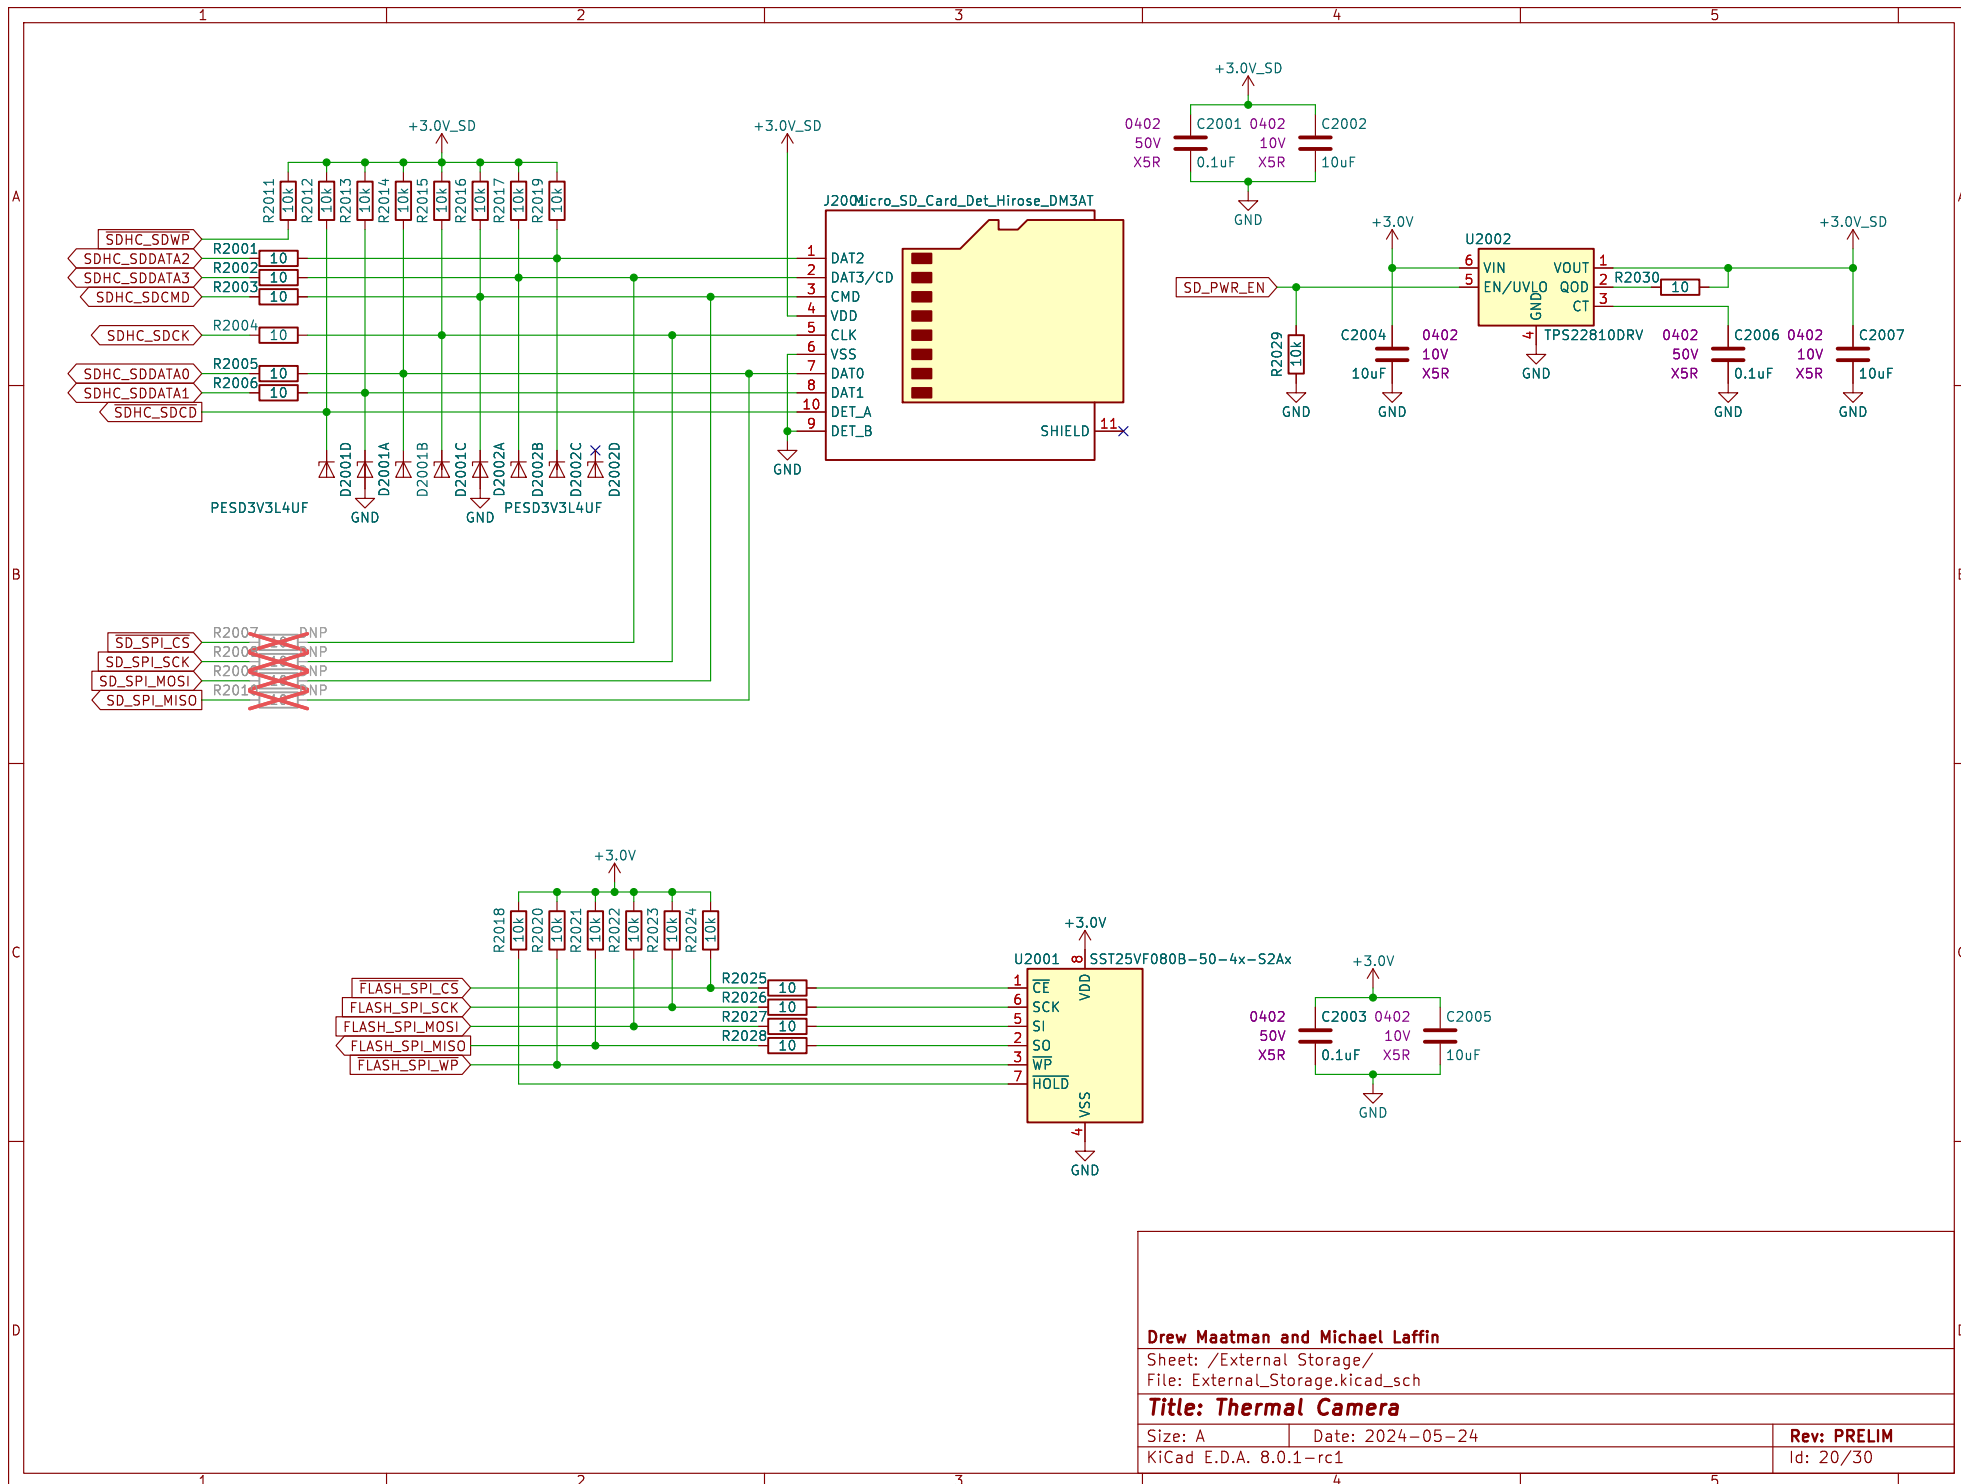 1 2 3 4 5
A
B
C
D
+3.0V_SD
R2011 10k
R2012 10k
R2013 10k
R2014 10k
R2015 10k
R2016 10k
R2017 10k
R2019 10k
SDHC_SDWP
SDHC_SDDATA2
SDHC_SDDATA3
SDHC_SDCMD
SDHC_SDCK
SDHC_SDDATA0
SDHC_SDDATA1
SDHC_SDCD
R2001 10
R2002 10
R2003 10
R2004 10
R2005 10
R2006 10
D2001D
D2001A
D2001B
D2001C
D2002A
D2002B
D2002C
D2002D
PESD3V3L4UF
GND
GND
PESD3V3L4UF
+3.0V_SD
J2001
Micro_SD_Card_Det_Hirose_DM3AT
1 DAT2
2 DAT3/CD
3 CMD
4 VDD
5 CLK
6 VSS
7 DAT0
8 DAT1
10 DET_A
9 DET_B
SHIELD 11
GND
+3.0V_SD
0402 C2001
50V
X5R 0.1uF
0402 C2002
10V
X5R 10uF
GND
+3.0V
+3.0V_SD
U2002
6 VIN
5 EN/UVLO
VOUT 1
QOD 2
CT 3
GND 4
TPS22810DRV
GND
SD_PWR_EN
R2029 10k
GND
R2030 10
C2004 0402
10V
10uF X5R
GND
0402 C2006
50V
X5R 0.1uF
GND
0402 C2007
10V
X5R 10uF
GND
SD_SPI_CS
SD_SPI_SCK
SD_SPI_MOSI
SD_SPI_MISO
R2007 DNP
+3.0V
R2018 10k
R2020 10k
R2021 10k
R2022 10k
R2023 10k
R2024 10k
FLASH_SPI_CS
FLASH_SPI_SCK
FLASH_SPI_MOSI
FLASH_SPI_MISO
FLASH_SPI_WP
R2025 10
R2026 10
R2027 10
R2028 10
+3.0V
U2001 SST25VF080B-50-4x-S2Ax
8 VDD
1 CE
6 SCK
5 SI
2 SO
3 WP
7 HOLD
VSS 4
GND
+3.0V
0402 C2003
50V
X5R 0.1uF
0402 C2005
10V
X5R 10uF
GND
Drew Maatman and Michael Laffin
Sheet: /External Storage/
File: External_Storage.kicad_sch
Title: Thermal Camera
Size: A Date: 2024-05-24 Rev: PRELIM
KiCad E.D.A. 8.0.1-rc1 Id: 20/30
1 2 3 4 5